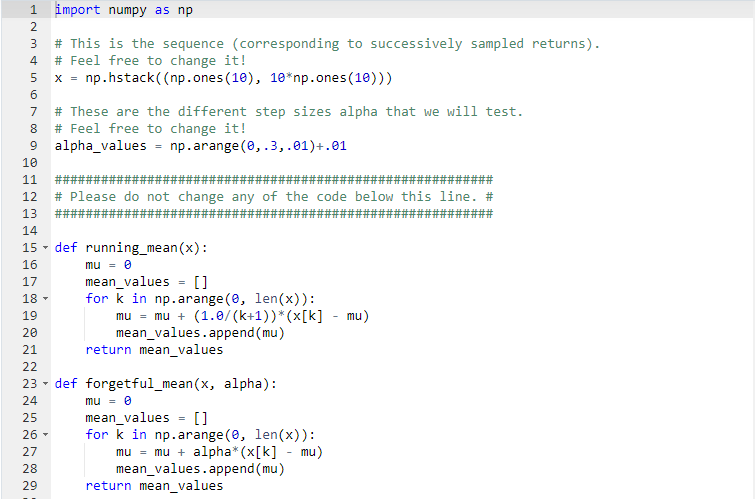 1 import numpy as np
2
3 # This is the sequence (corresponding to successively sampled returns).
4 # Feel free to change it!
5 x = np.hstack((np.ones(10), 10*np.ones(10)))
6
7 # These are the different step sizes alpha that we will test.
8 # Feel free to change it!
9 alpha_values = np.arange(0,.3,.01)+.01
10
11 #########################################################
12 # Please do not change any of the code below this line. #
13 #########################################################
14
15 def running_mean(x):
16     mu = 0
17     mean_values = []
18     for k in np.arange(0, len(x)):
19         mu = mu + (1.0/(k+1))*(x[k] - mu)
20         mean_values.append(mu)
21     return mean_values
22
23 def forgetful_mean(x, alpha):
24     mu = 0
25     mean_values = []
26     for k in np.arange(0, len(x)):
27         mu = mu + alpha*(x[k] - mu)
28         mean_values.append(mu)
29     return mean_values